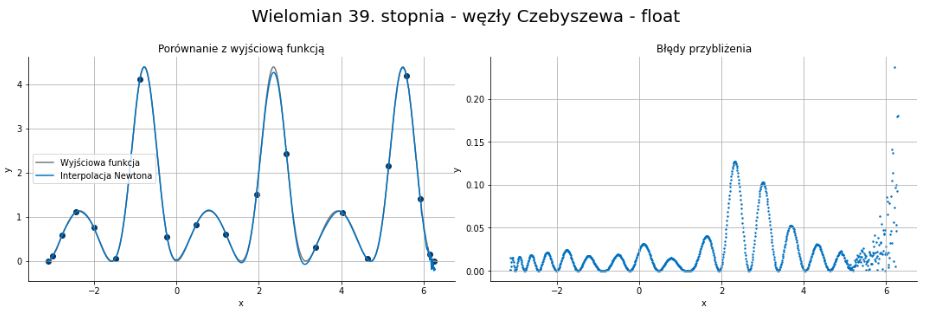 Wielomian 39. stopnia - węzły Czebyszewa - float
Porównanie z wyjściową funkcją
4
3
2
1
0
y
Wyjściowa funkcja
Interpolacja Newtona
−2
0
2
4
6
x
Błędy przybliżenia
0.20
0.15
0.10
0.05
0.00
y
−2
0
2
4
6
x